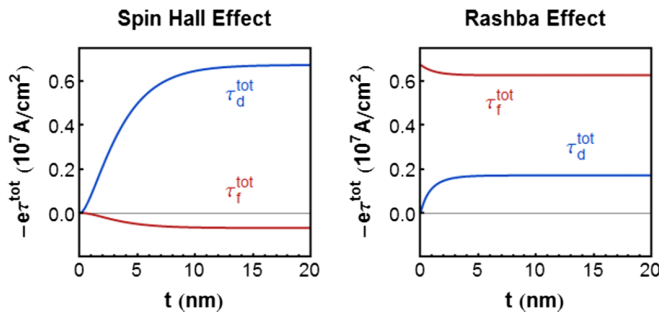 Spin Hall Effect
−eτ^tot (10^7A/cm^2)
0.6
0.4
0.2
0.0
τ_d^tot
τ_f^tot
0 5 10 15 20
t (nm)
Rashba Effect
−eτ^tot (10^7A/cm^2)
0.6
0.4
0.2
0.0
τ_f^tot
τ_d^tot
0 5 10 15 20
t (nm)